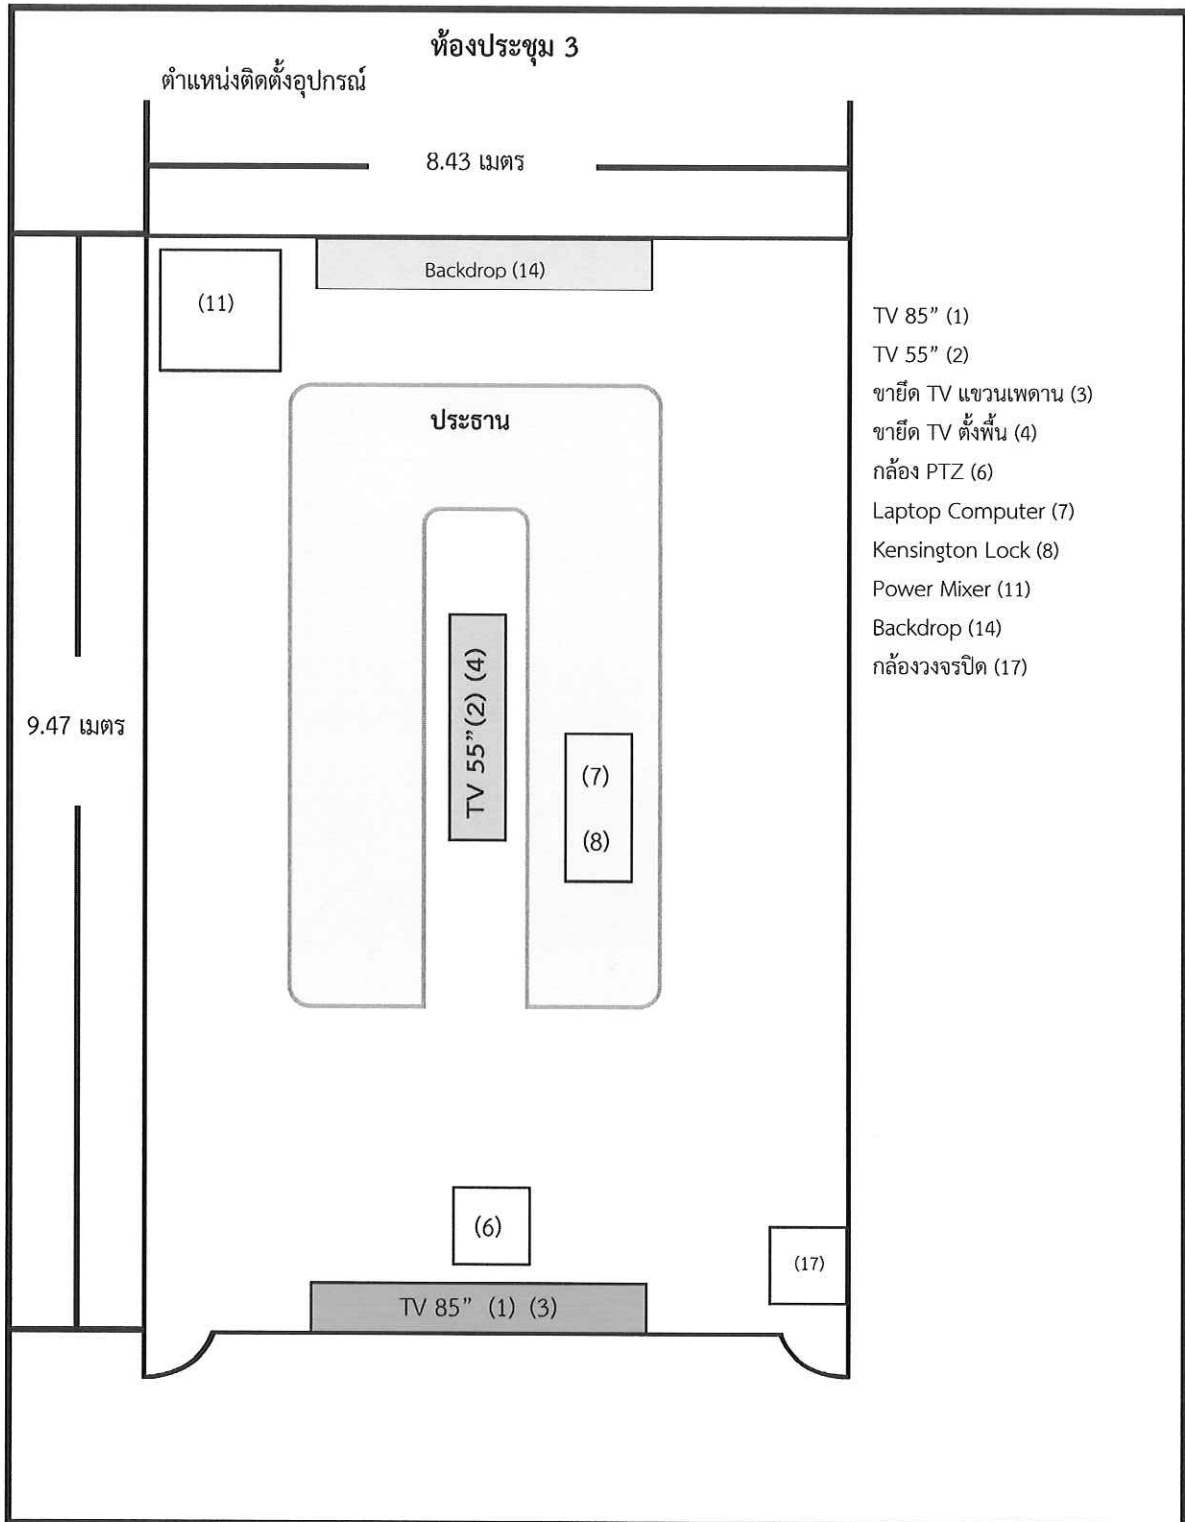 ห้องประชุม 3
ตำแหน่งติดตั้งอุปกรณ์
8.43 เมตร
Backdrop (14)
(11)
ประธาน
TV 85” (1)
TV 55” (2)
ขายึด TV แขวนเพดาน (3)
ขายึด TV ตั้งพื้น (4)
กล้อง PTZ (6)
Laptop Computer (7)
Kensington Lock (8)
Power Mixer (11)
Backdrop (14)
กล้องวงจรปิด (17)
9.47 เมตร
TV 55”(2) (4)
(7)
(8)
(6)
(17)
TV 85” (1) (3)